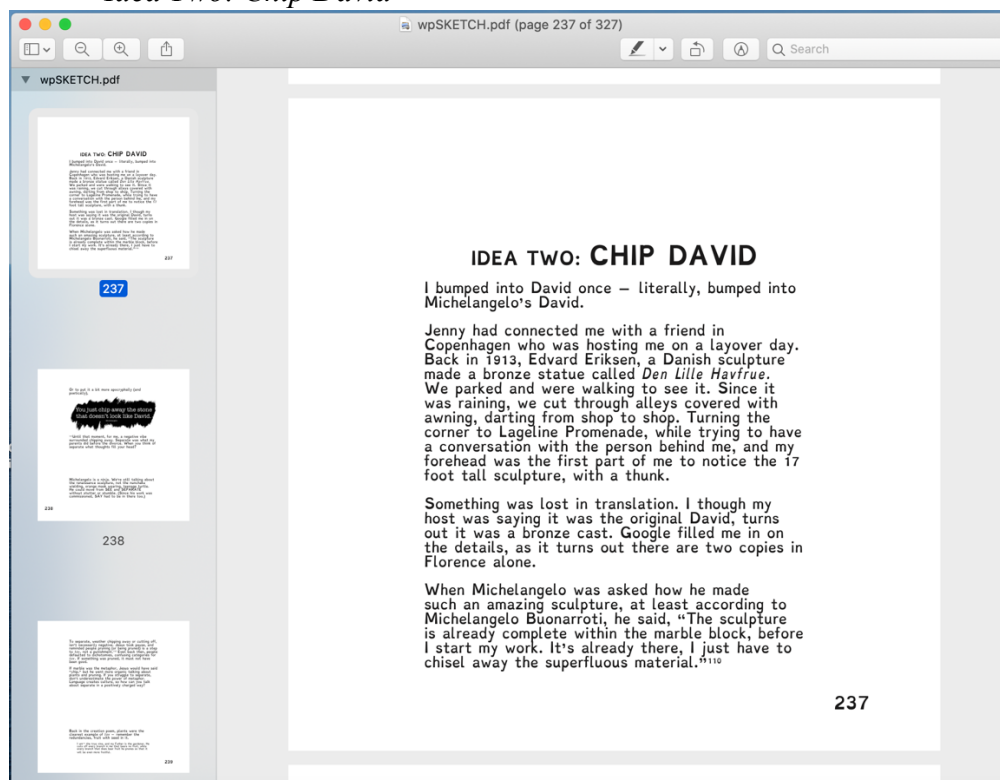 Idea Two: Chip David
wpSKETCH.pdf (page 237 of 327)
Search
wpSKETCH.pdf
IDEA TWO: CHIP DAVID
237
237
You just chip away the stone
that doesn't look like David.
238
238
239
IDEA TWO: CHIP DAVID
I bumped into David once – literally, bumped into
Michelangelo's David.
Jenny had connected me with a friend in
Copenhagen who was hosting me on a layover day.
Back in 1913, Edvard Eriksen, a Danish sculpture
made a bronze statue called Den Lille Havfrue.
We parked and were walking to see it. Since it
was raining, we cut through alleys covered with
awning, darting from shop to shop. Turning the
corner to Lageline Promenade, while trying to have
a conversation with the person behind me, and my
forehead was the first part of me to notice the 17
foot tall sculpture, with a thunk.
Something was lost in translation. I though my
host was saying it was the original David, turns
out it was a bronze cast. Google filled me in on
the details, as it turns out there are two copies in
Florence alone.
When Michelangelo was asked how he made
such an amazing sculpture, at least according to
Michelangelo Buonarroti, he said, “The sculpture
is already complete within the marble block, before
I start my work. It's already there, I just have to
chisel away the superfluous material.”110
237